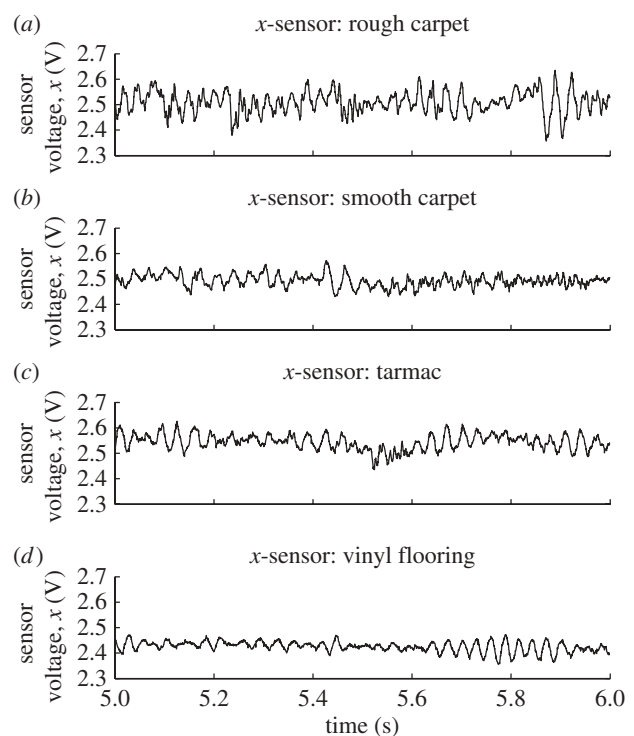 (a)
x-sensor: rough carpet
sensor
voltage, x (V)
2.7
2.6
2.5
2.4
2.3
(b)
x-sensor: smooth carpet
sensor
voltage, x (V)
2.7
2.6
2.5
2.4
2.3
(c)
x-sensor: tarmac
sensor
voltage, x (V)
2.7
2.6
2.5
2.4
2.3
(d)
x-sensor: vinyl flooring
sensor
voltage, x (V)
2.7
2.6
2.5
2.4
2.3
5.0 5.2 5.4 5.6 5.8 6.0
time (s)